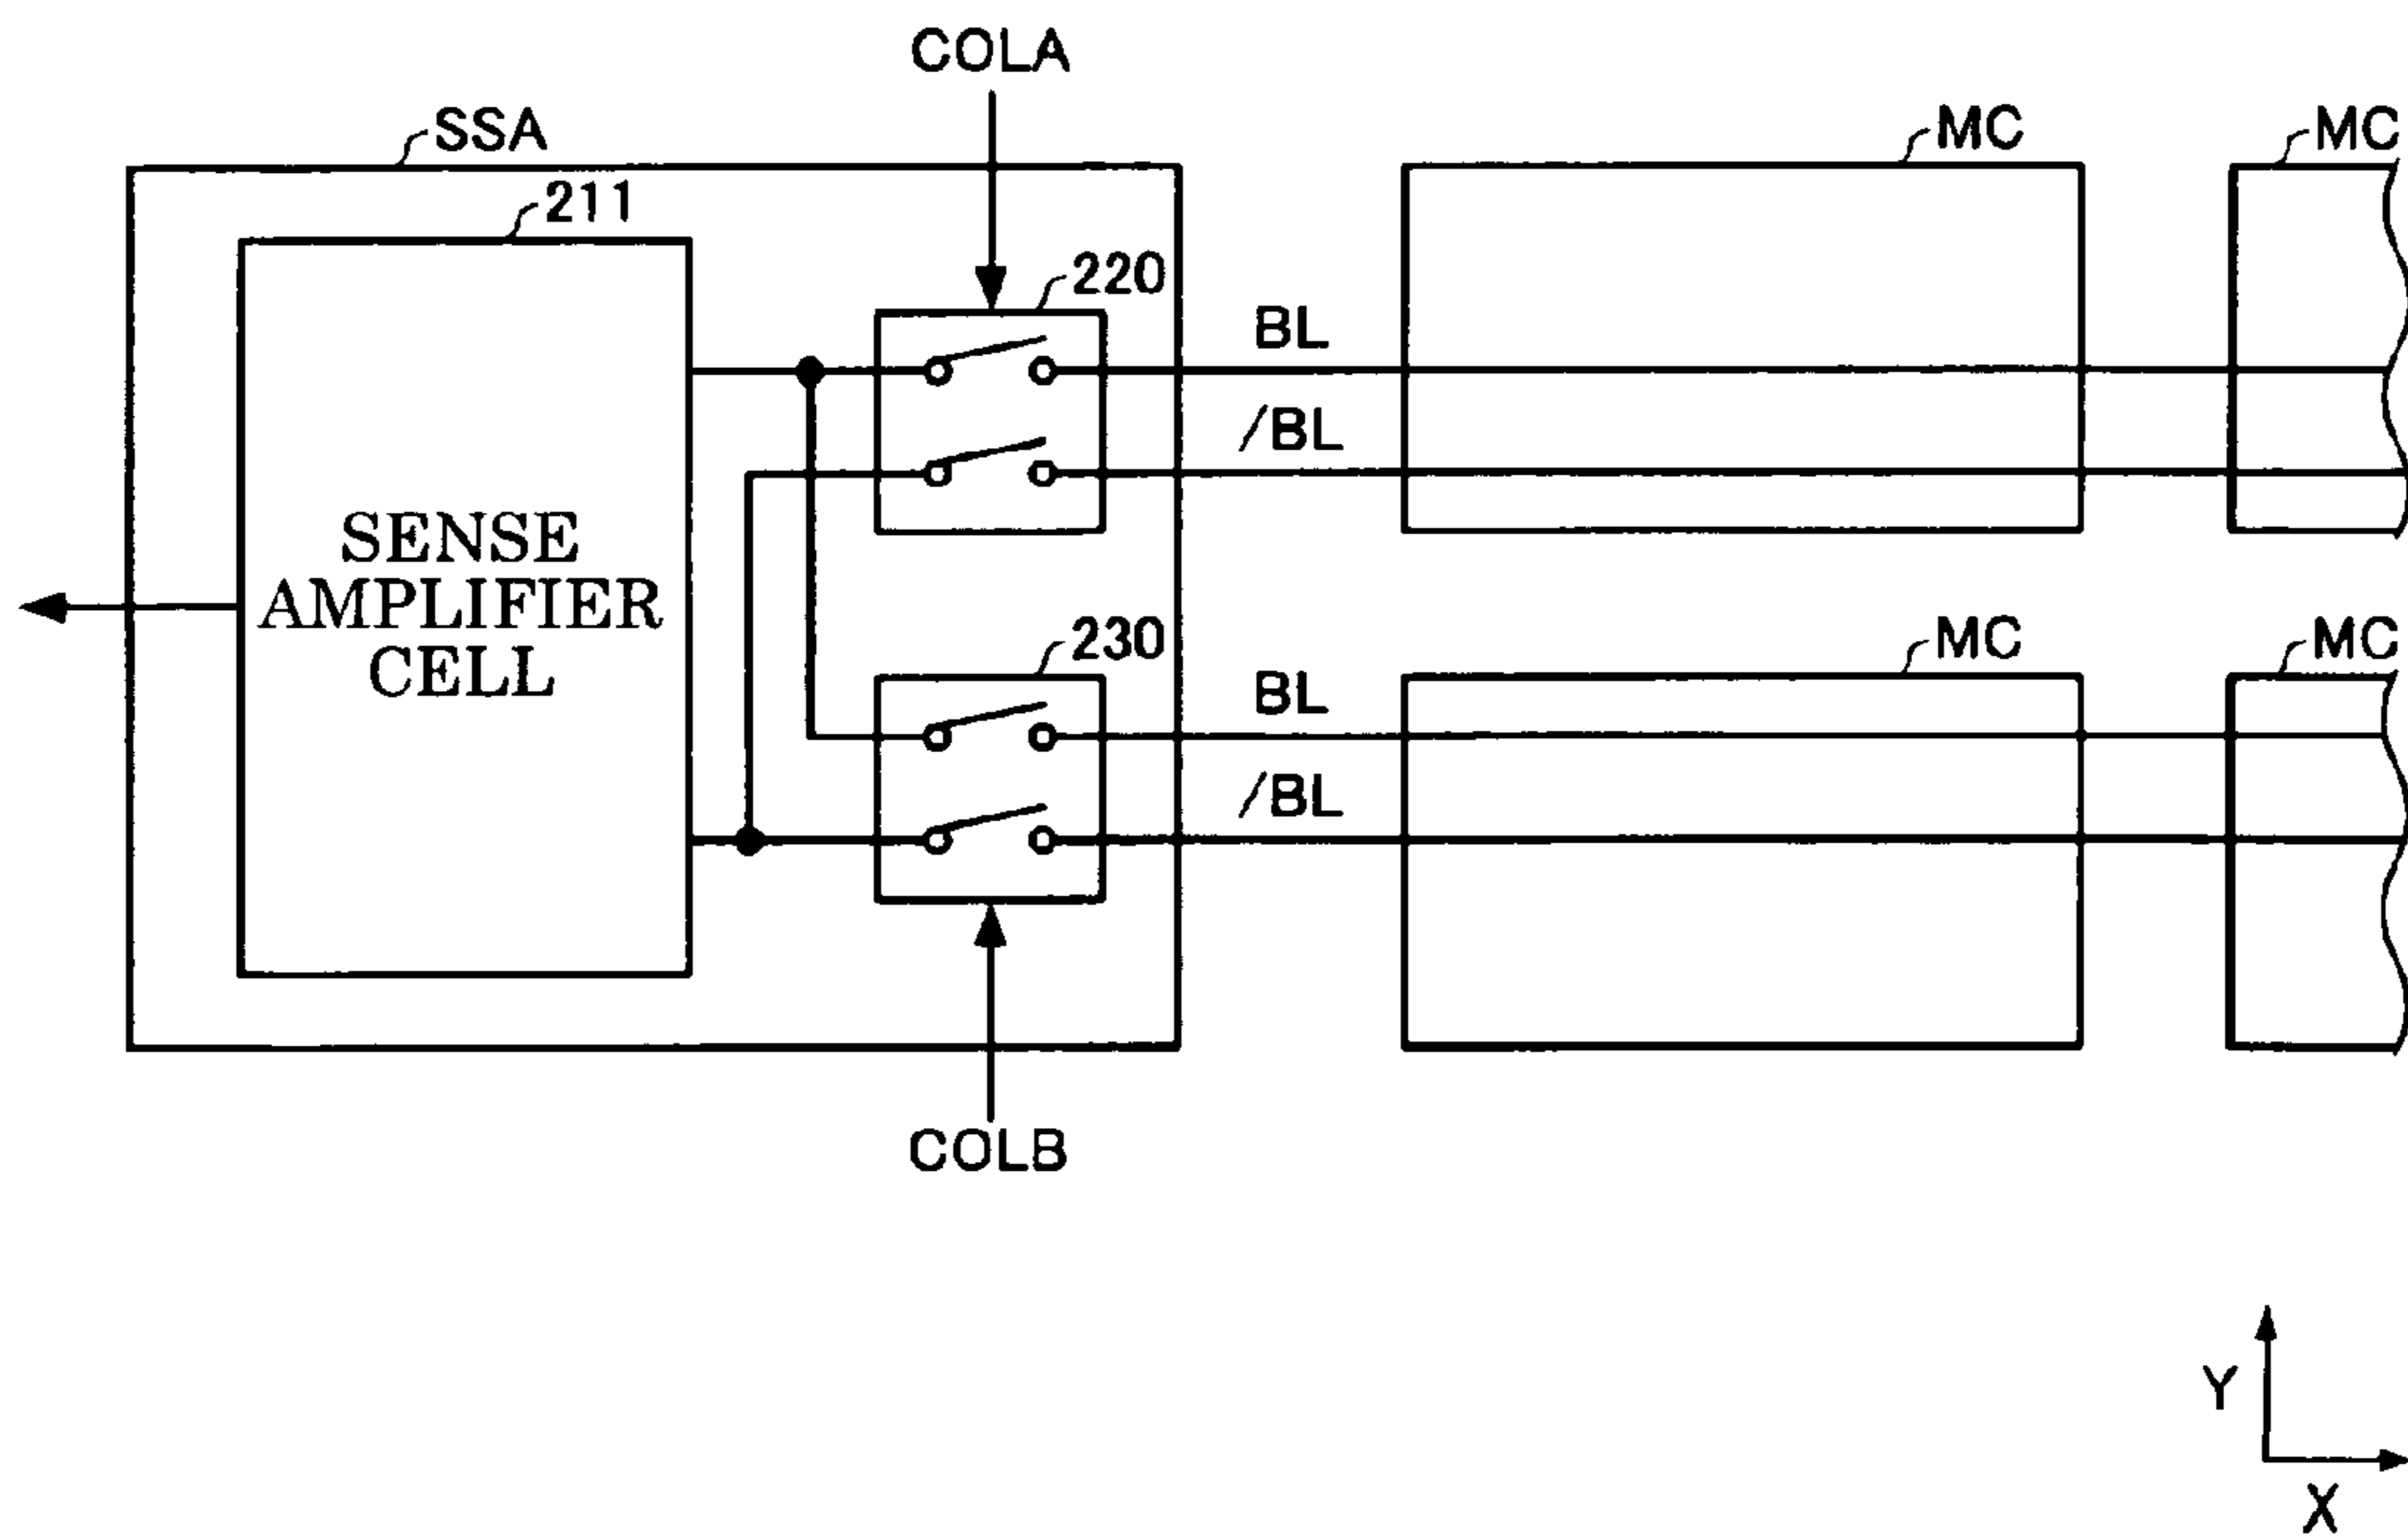 COLA
SSA
MC
MC
211
220
BL
/BL
SENSE
AMPLIFIER
CELL
230
MC
MC
BL
/BL
COLB
Y
X